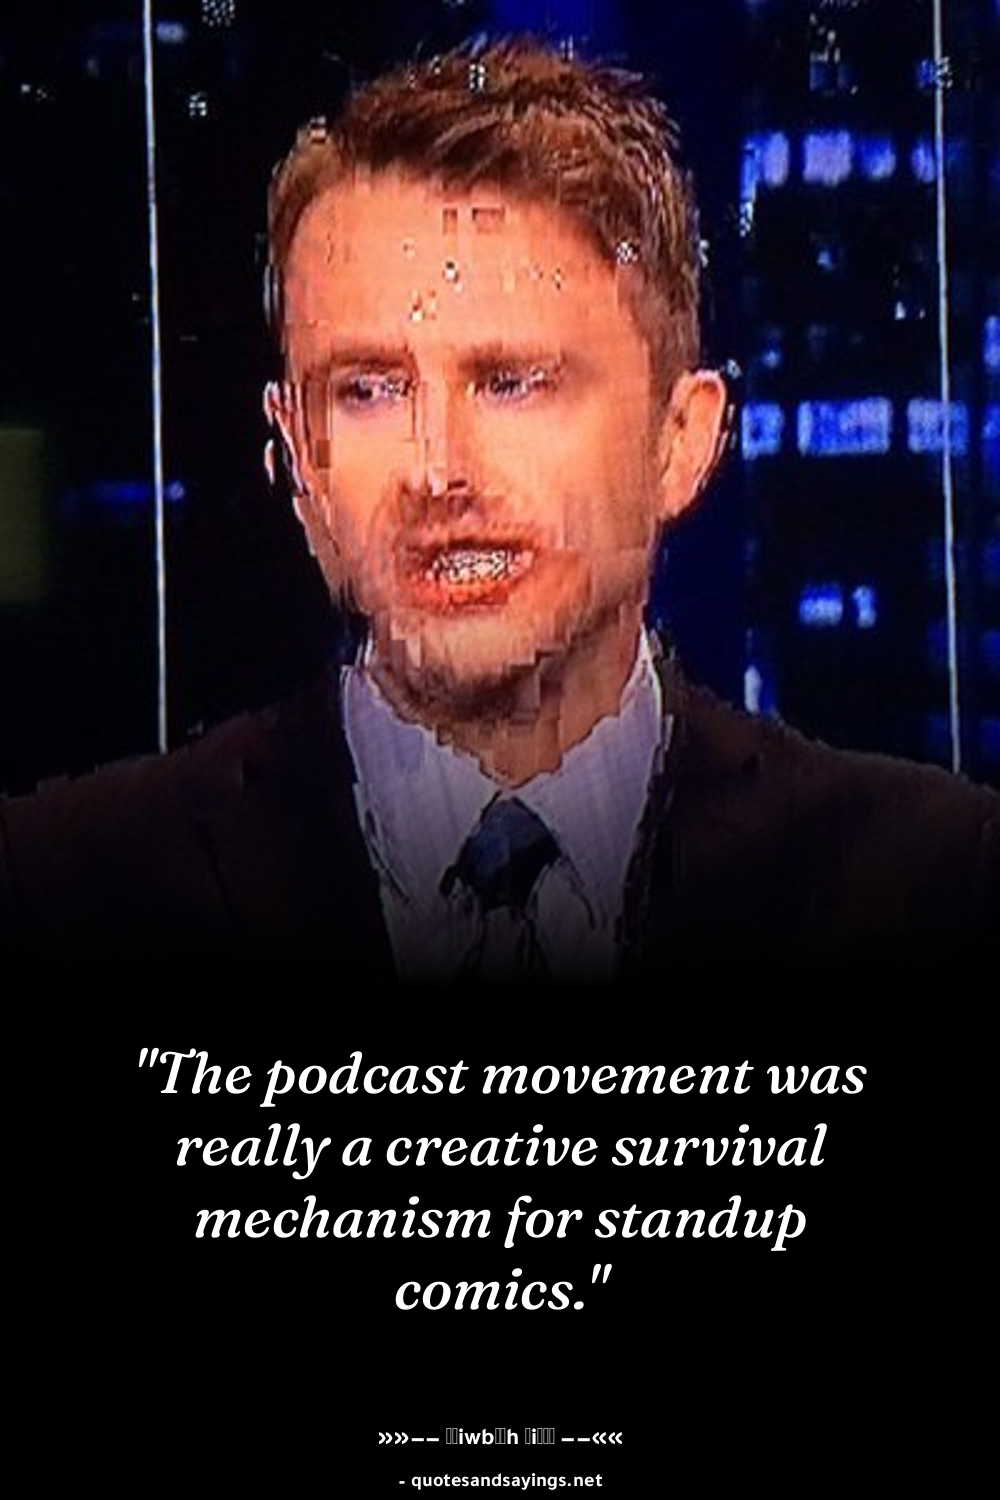 "The podcast movement was
really a creative survival
mechanism for standup
comics."
- quotesandsayings.net